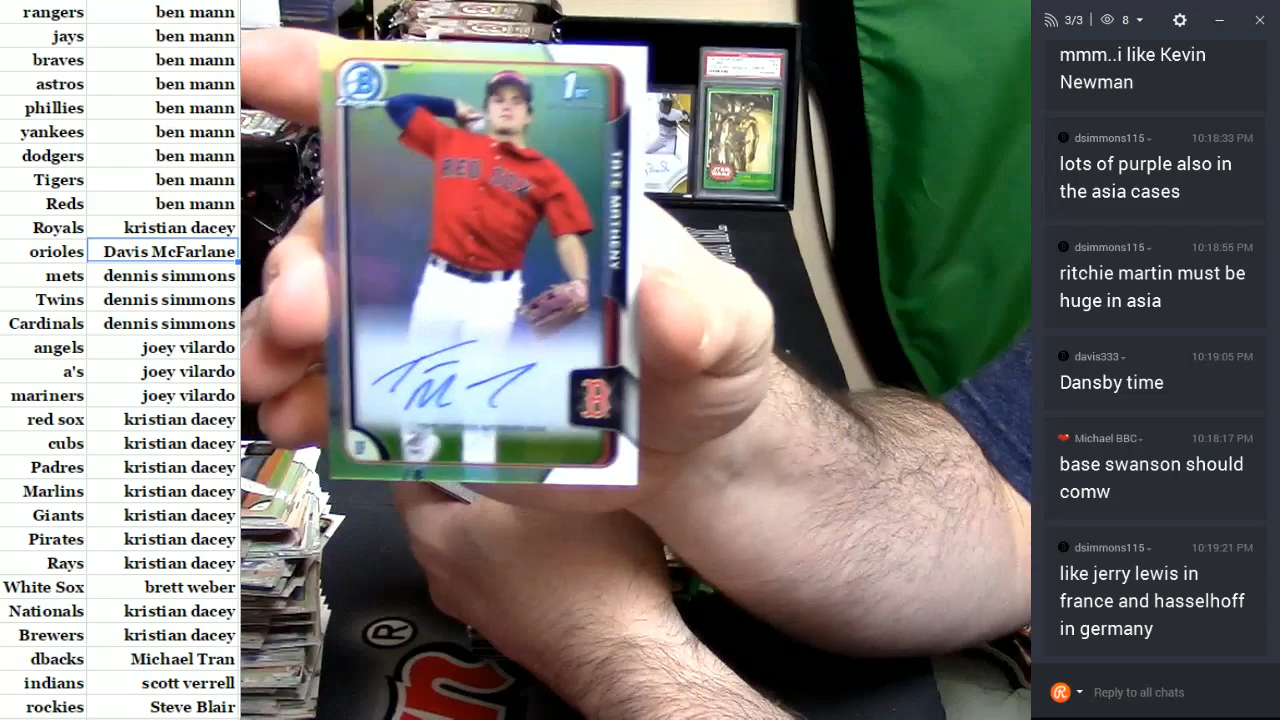 rangers ben mann
jays ben mann
braves ben mann
astros ben mann
phillies ben mann
yankees ben mann
dodgers ben mann
Tigers ben mann
Reds ben mann
Royals kristian dacey
orioles Davis McFarlane
mets dennis simmons
Twins dennis simmons
Cardinals dennis simmons
angels joey vilardo
a's joey vilardo
mariners joey vilardo
red sox kristian dacey
cubs kristian dacey
Padres kristian dacey
Marlins kristian dacey
Giants kristian dacey
Pirates kristian dacey
Rays kristian dacey
White Sox brett weber
Nationals kristian dacey
Brewers kristian dacey
dbacks Michael Tran
indians scott verrell
rockies Steve Blair
B
1st
RED SOX
B
STAR
WARS
®
3/3 8
mmm..i like Kevin
Newman
dsimmons115 10:18:33 PM
lots of purple also in
the asia cases
dsimmons115 10:18:55 PM
ritchie martin must be
huge in asia
davis333 10:19:05 PM
Dansby time
Michael BBC 10:18:17 PM
base swanson should
comw
dsimmons115 10:19:21 PM
like jerry lewis in
france and hasselhoff
in germany
Reply to all chats